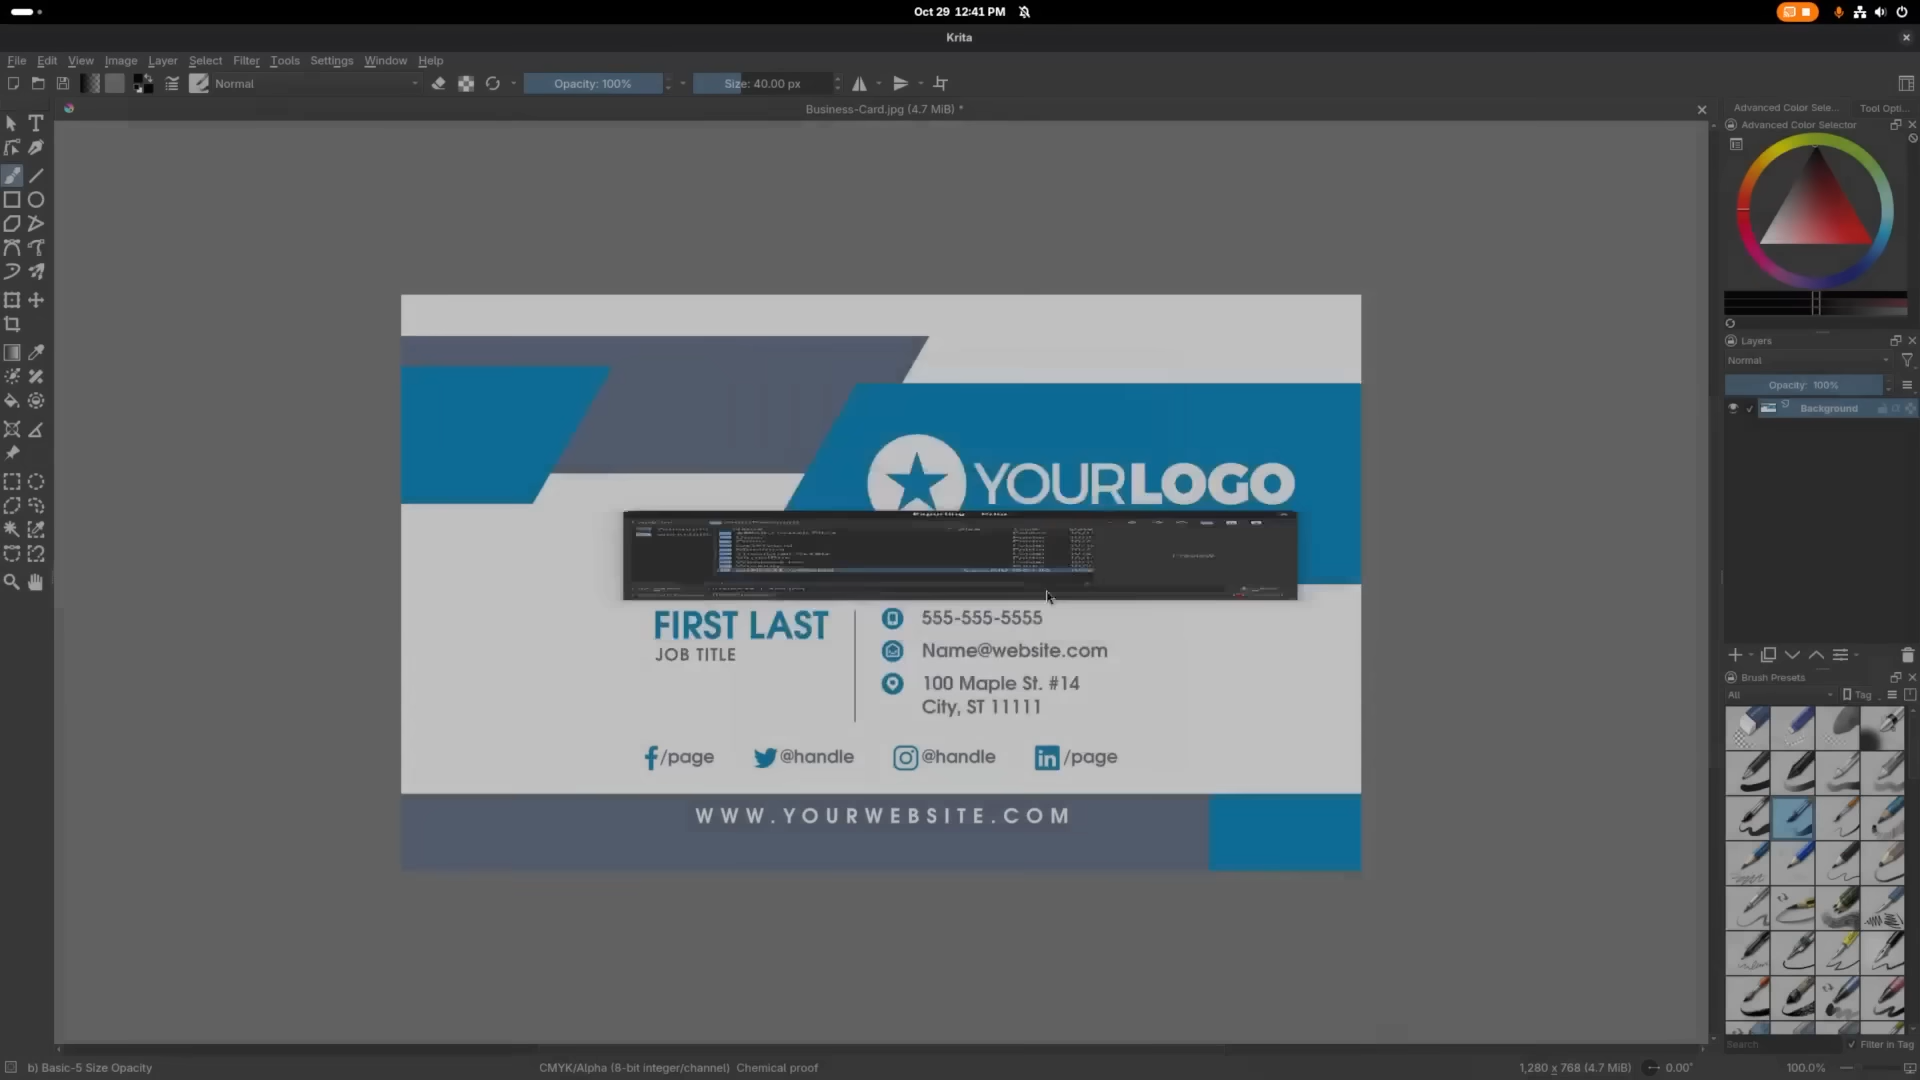 Oct 29 12:41 PM
Krita
File Edit View Image Layer Select Filter Tools Settings Window Help
Normal
Opacity: 100%
Size: 40.00 px
Business-Card.jpg (4.7 MiB) *
Advanced Color Sele... Tool Opti...
Advanced Color Selector
Layers
Normal
Opacity: 100%
Background
YOURLOGO
Exporting — Krita
FIRST LAST
JOB TITLE
555-555-5555
Name@website.com
100 Maple St. #14
City, ST 11111
/page @handle @handle /page
WWW.YOURWEBSITE.COM
Brush Presets
All
Tag
Search
Filter in Tag
b) Basic-5 Size Opacity
CMYK/Alpha (8-bit integer/channel) Chemical proof
1,280 x 768 (4.7 MiB)
0.00°
100.0%